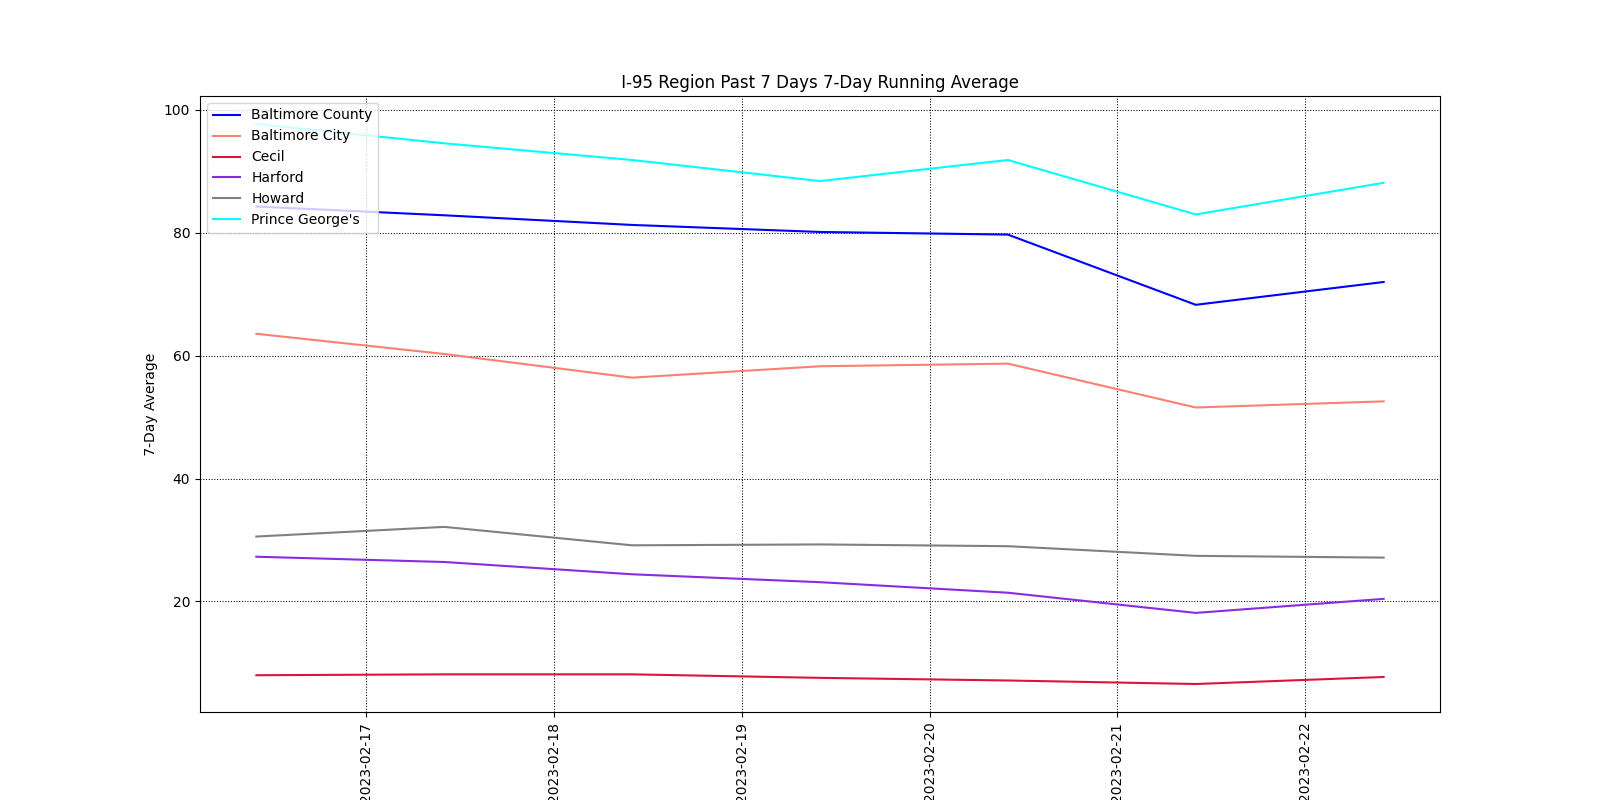 I-95 Region Past 7 Days 7-Day Running Average
100
80
60
40
20
7-Day Average
Baltimore County
Baltimore City
Cecil
Harford
Howard
Prince George's
2023-02-17
2023-02-18
2023-02-19
2023-02-20
2023-02-21
2023-02-22